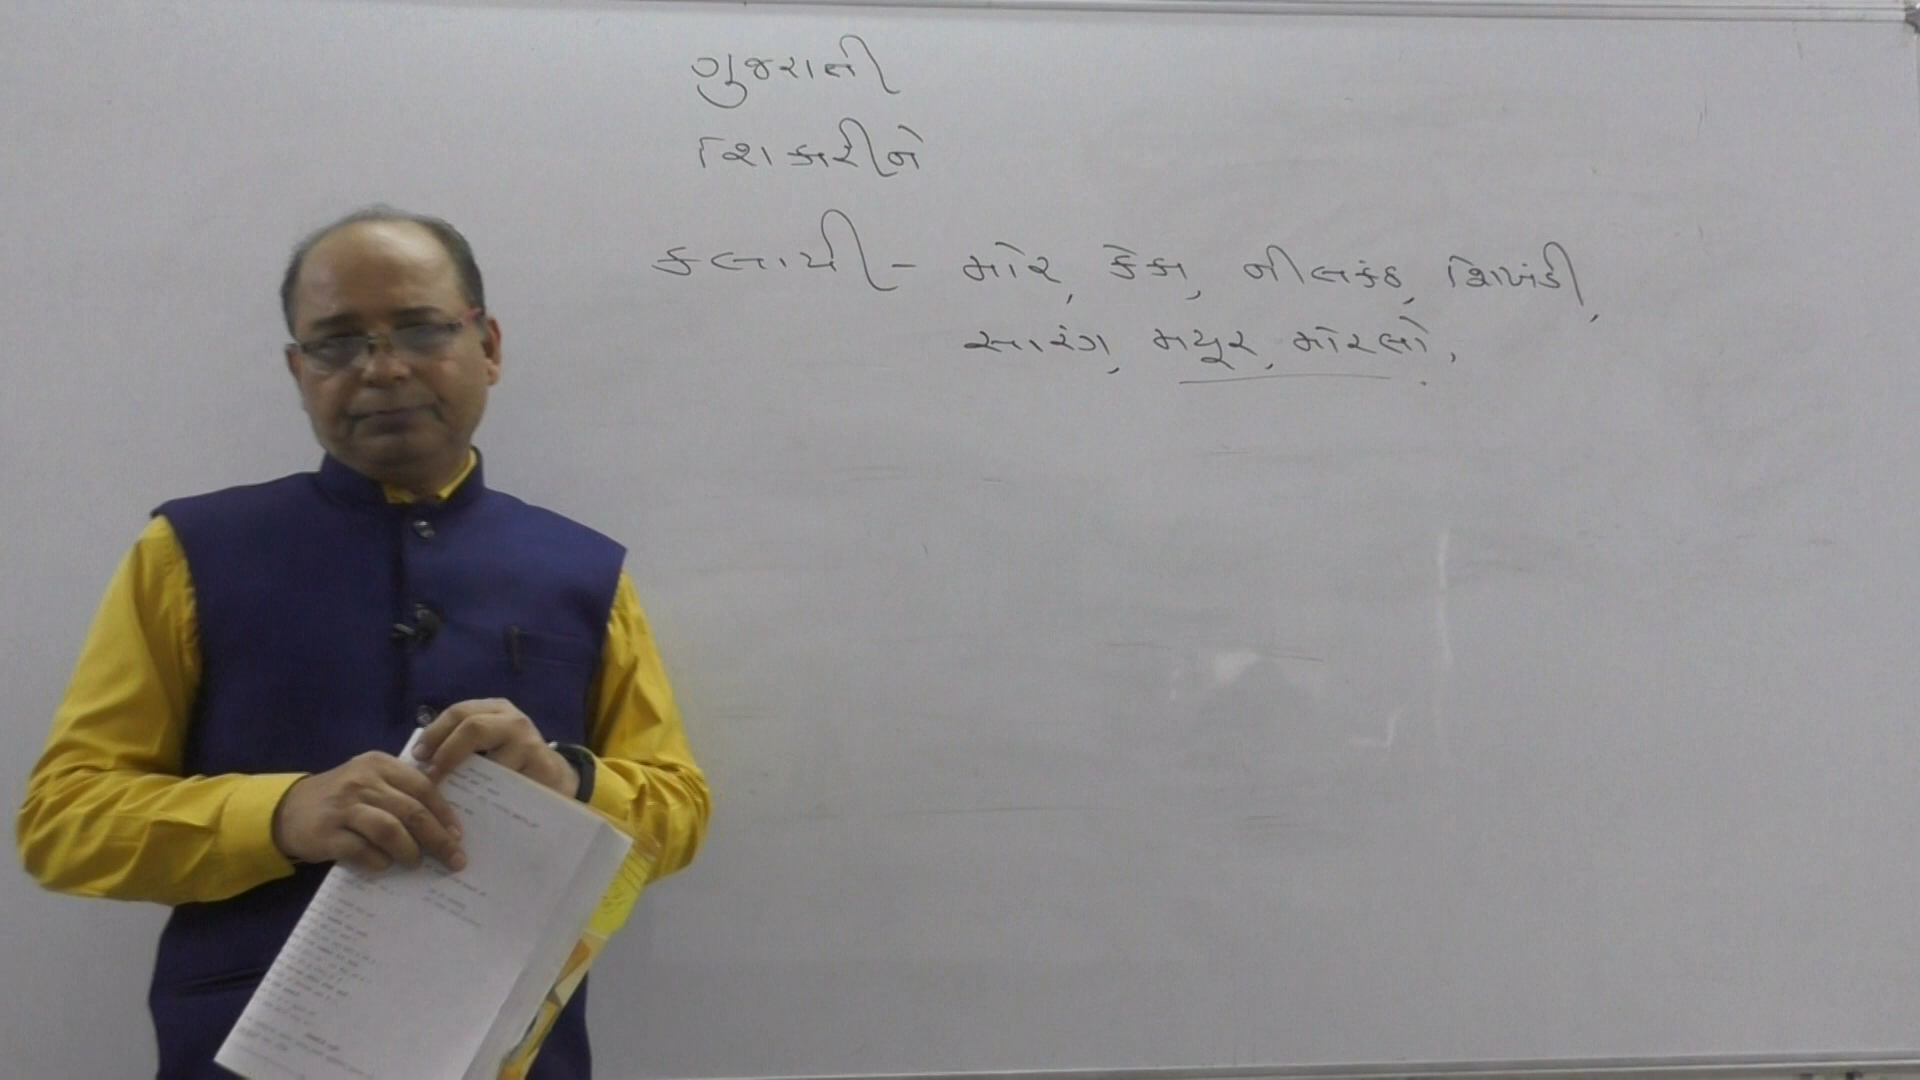 ગુજરાતી
શિકારીને
કલાપી - મોર, કેકા, નીલકંઠ, શિખંડી,
સારંગ, મયૂર, મોરલો,